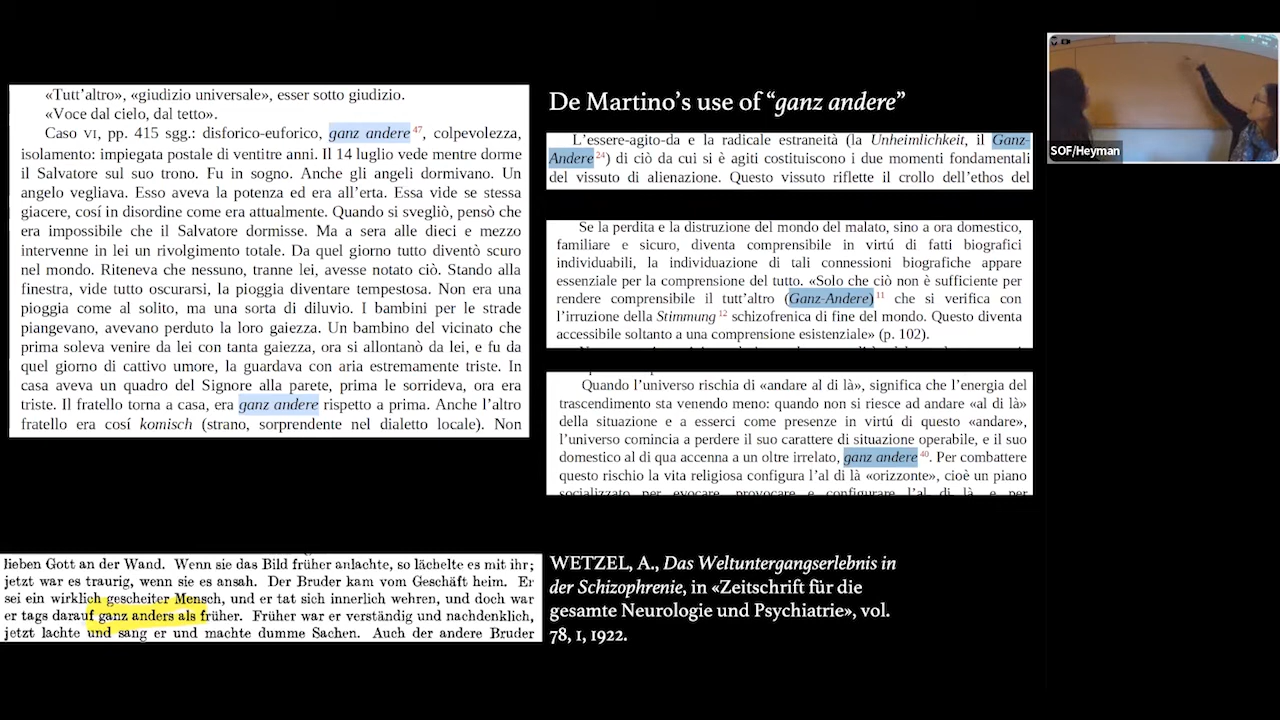 «Tutt'altro», «giudizio universale», esser sotto giudizio.
«Voce dal cielo, dal tetto».
Caso VI, pp. 415 sgg.: disforico-euforico, ganz andere 47, colpevolezza,
isolamento: impiegata postale di ventitre anni. Il 14 luglio vede mentre dorme
il Salvatore sul suo trono. Fu in sogno. Anche gli angeli dormivano. Un
angelo vegliava. Esso aveva la potenza ed era all'erta. Essa vide se stessa
giacere, cosí in disordine come era attualmente. Quando si svegliò, pensò che
era impossibile che il Salvatore dormisse. Ma a sera alle dieci e mezzo
intervenne in lei un rivolgimento totale. Da quel giorno tutto diventò scuro
nel mondo. Riteneva che nessuno, tranne lei, avesse notato ciò. Stando alla
finestra, vide tutto oscurarsi, la pioggia diventare tempestosa. Non era una
pioggia come al solito, ma una sorta di diluvio. I bambini per le strade
piangevano, avevano perduto la loro gaiezza. Un bambino del vicinato che
prima soleva venire da lei con tanta gaiezza, ora si allontanò da lei, e fu da
quel giorno di cattivo umore, la guardava con aria estremamente triste. In
casa aveva un quadro del Signore alla parete, prima le sorrideva, ora era
triste. Il fratello torna a casa, era ganz andere rispetto a prima. Anche l'altro
fratello era cosí komisch (strano, sorprendente nel dialetto locale). Non
De Martino's use of "ganz andere"
L'essere-agito-da e la radicale estraneità (la Unheimlichkeit, il Ganz-
Andere 24) di ciò da cui si è agiti costituiscono i due momenti fondamentali
del vissuto di alienazione. Questo vissuto riflette il crollo dell'ethos del
Se la perdita e la distruzione del mondo del malato, sino a ora domestico,
familiare e sicuro, diventa comprensibile in virtú di fatti biografici
individuabili, la individuazione di tali connessioni biografiche appare
essenziale per la comprensione del tutto. «Solo che ciò non è sufficiente per
rendere comprensibile il tutt'altro (Ganz-Andere) 11 che si verifica con
l'irruzione della Stimmung 12 schizofrenica di fine del mondo. Questo diventa
accessibile soltanto a una comprensione esistenziale» (p. 102).
Quando l'universo rischia di «andare al di là», significa che l'energia del
trascendimento sta venendo meno: quando non si riesce ad andare «al di là»
della situazione e a esserci come presenze in virtú di questo «andare»,
l'universo comincia a perdere il suo carattere di situazione operabile, e il suo
domestico al di qua accenna a un oltre irrelato, ganz andere 40. Per combattere
questo rischio la vita religiosa configura l'al di là «orizzonte», cioè un piano
socializzato per evocare, provocare e configurare l'al di là, e per
lieben Gott an der Wand. Wenn sie das Bild früher anlachte, so lächelte es mit ihr;
jetzt war es traurig, wenn sie es ansah. Der Bruder kam vom Geschäft heim. Er
sei ein wirklich gescheiter Mensch, und er tat sich innerlich wehren, und doch war
er tags darauf ganz anders als früher. Früher war er verständig und nachdenklich,
jetzt lachte und sang er und machte dumme Sachen. Auch der andere Bruder
WETZEL, A., Das Weltuntergangserlebnis in
der Schizophrenie, in «Zeitschrift für die
gesamte Neurologie und Psychiatrie», vol.
78, I, 1922.
SOF/Heyman